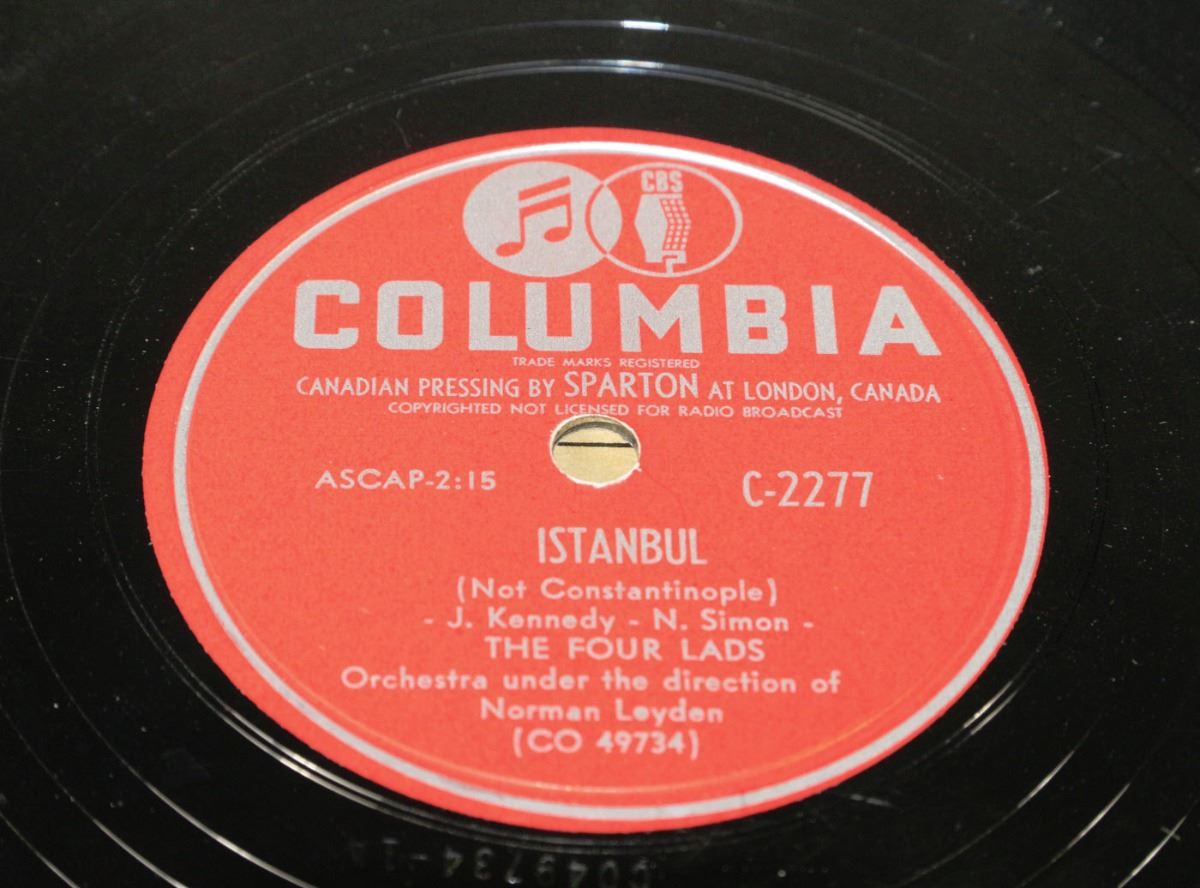 CBS
COLUMBIA
TRADE MARKS REGISTERED
CANADIAN PRESSING BY SPARTON AT LONDON, CANADA
COPYRIGHTED NOT LICENSED FOR RADIO BROADCAST
ASCAP-2:15 C-2277
ISTANBUL
(Not Constantinople)
- J. Kennedy - N. Simon -
THE FOUR LADS
Orchestra under the direction of
Norman Leyden
(CO 49734)
CO49734-1A